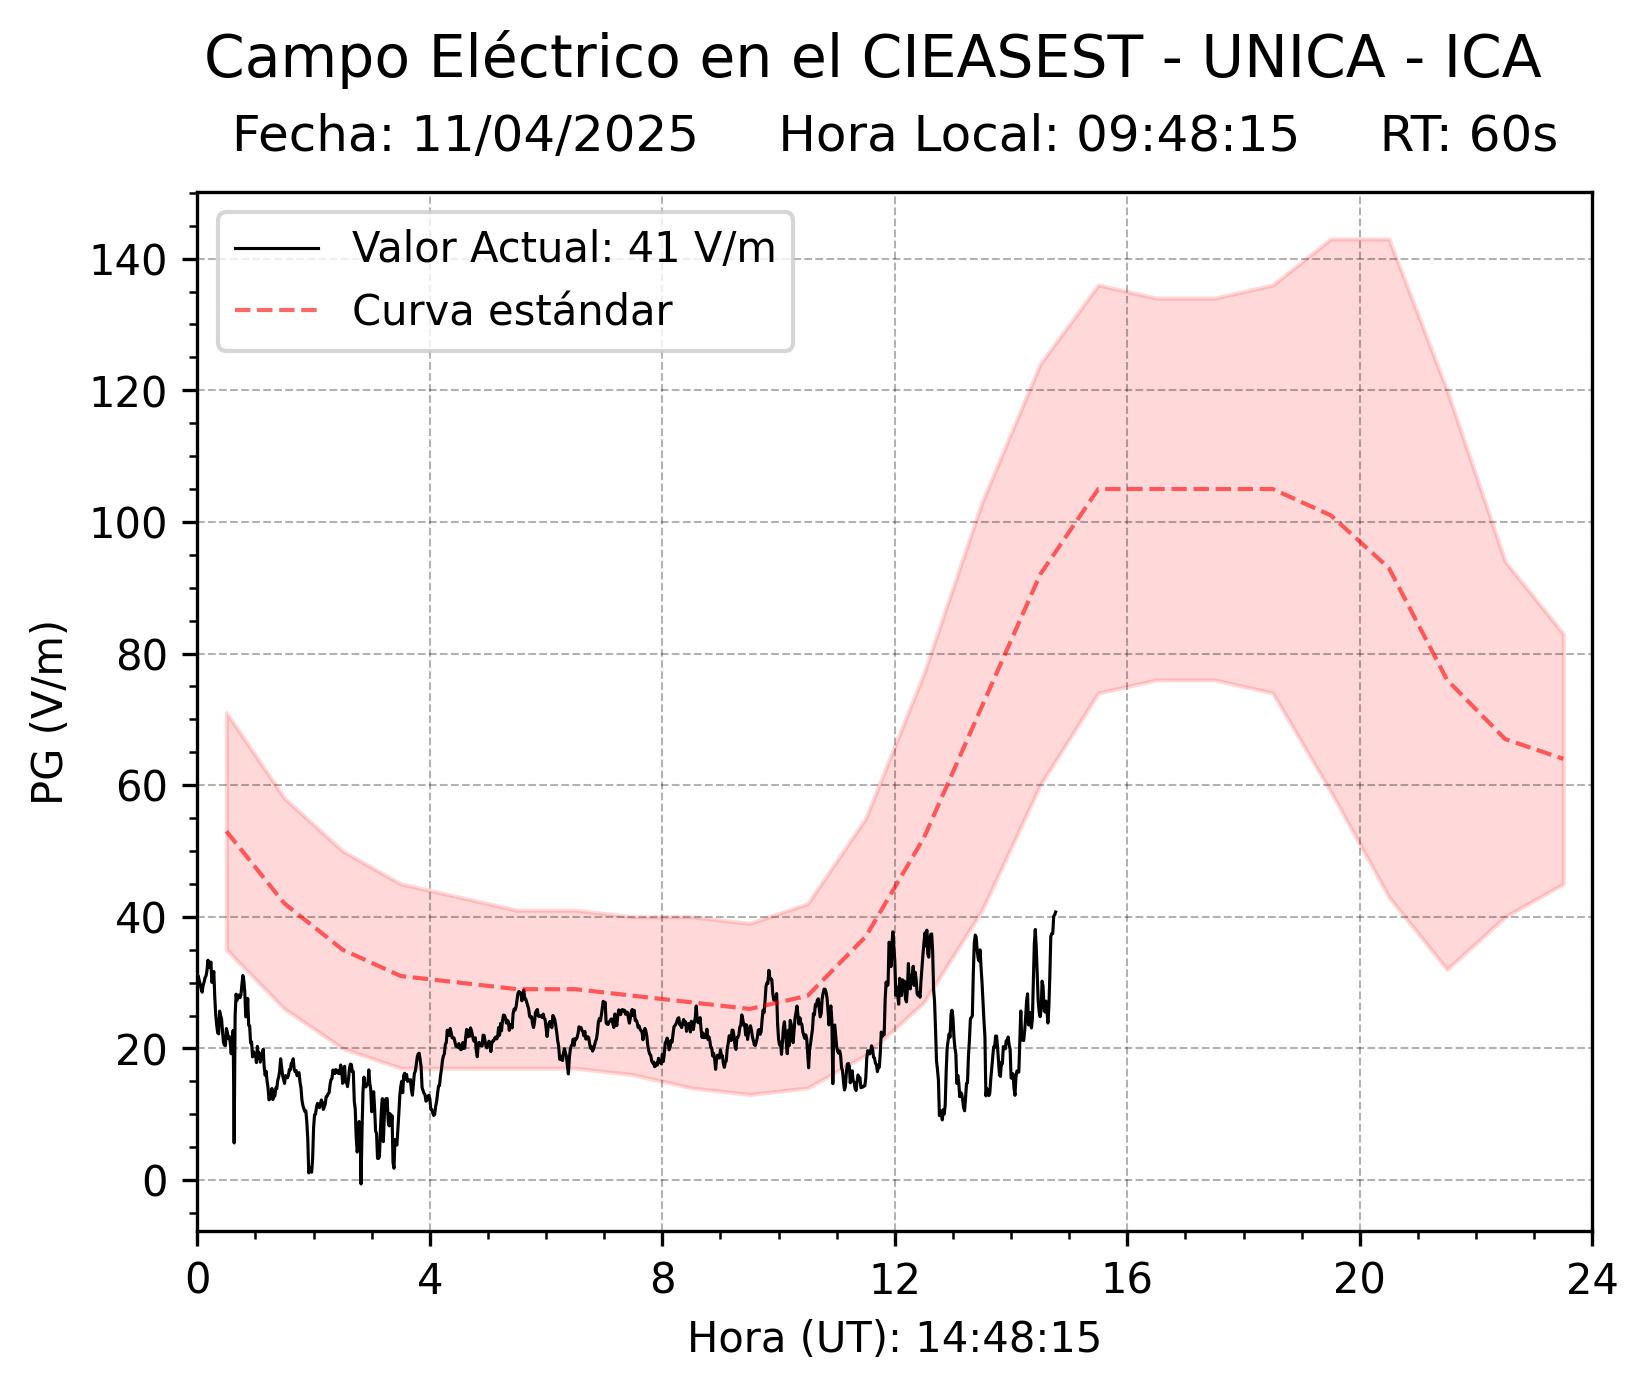 Campo Eléctrico en el CIEASEST - UNICA - ICA
Fecha: 11/04/2025 Hora Local: 09:48:15 RT: 60s
Valor Actual: 41 V/m
Curva estándar
PG (V/m)
140
120
100
80
60
40
20
0
0 4 8 12 16 20 24
Hora (UT): 14:48:15